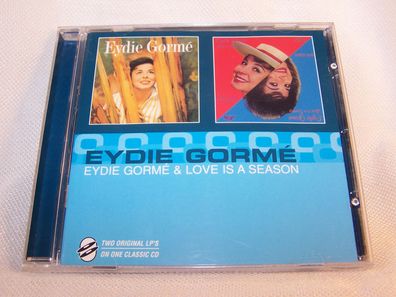 Eydie Gormé
EYDIE GORMÉ
EYDIE GORMÉ & LOVE IS A SEASON
TWO ORIGINAL LP'S
ON ONE CLASSIC CD